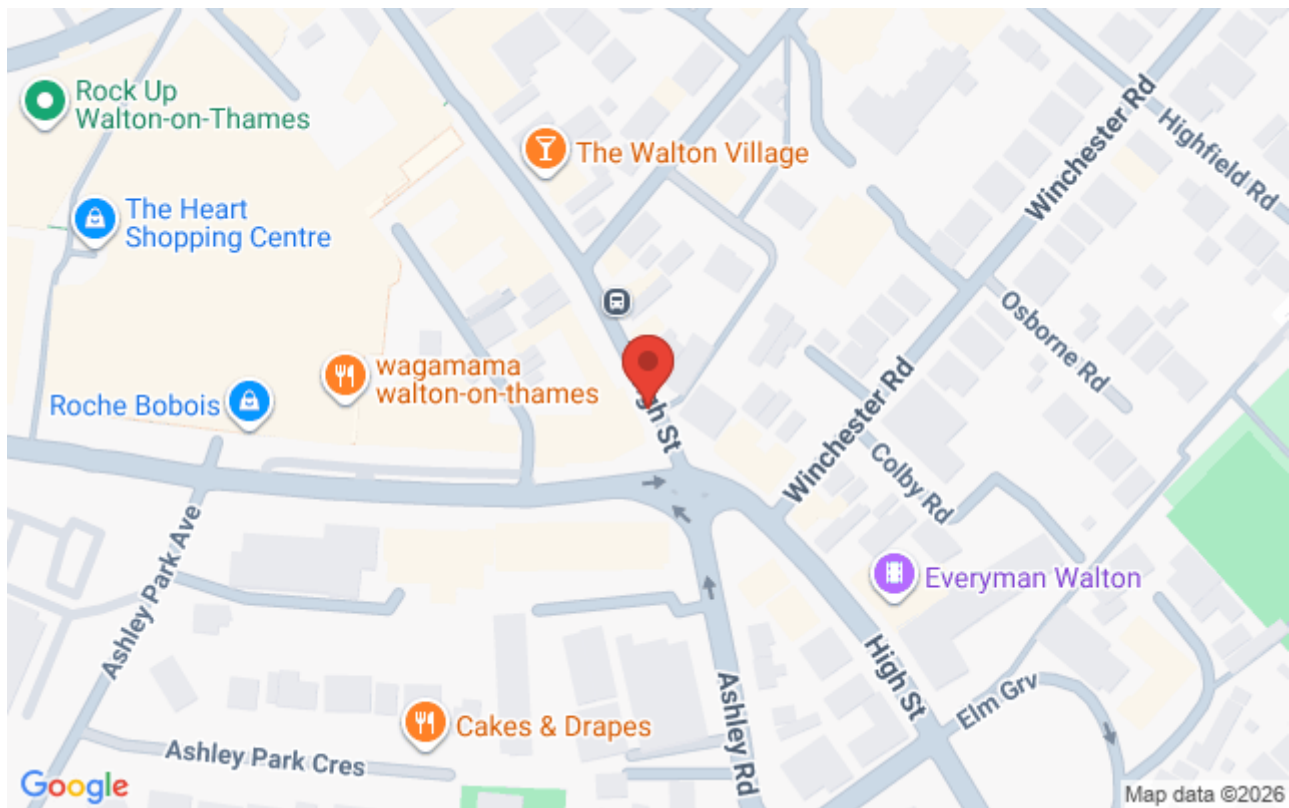 Rock Up
Walton-on-Thames
The Walton Village
Winchester Rd
Highfield Rd
The Heart
Shopping Centre
Osborne Rd
wagamama
walton-on-thames
Roche Bobois
gh St
Winchester Rd
Colby Rd
Ashley Park Ave
Everyman Walton
High St
Elm Grv
Ashley Rd
Cakes & Drapes
Ashley Park Cres
Google
Map data ©2026